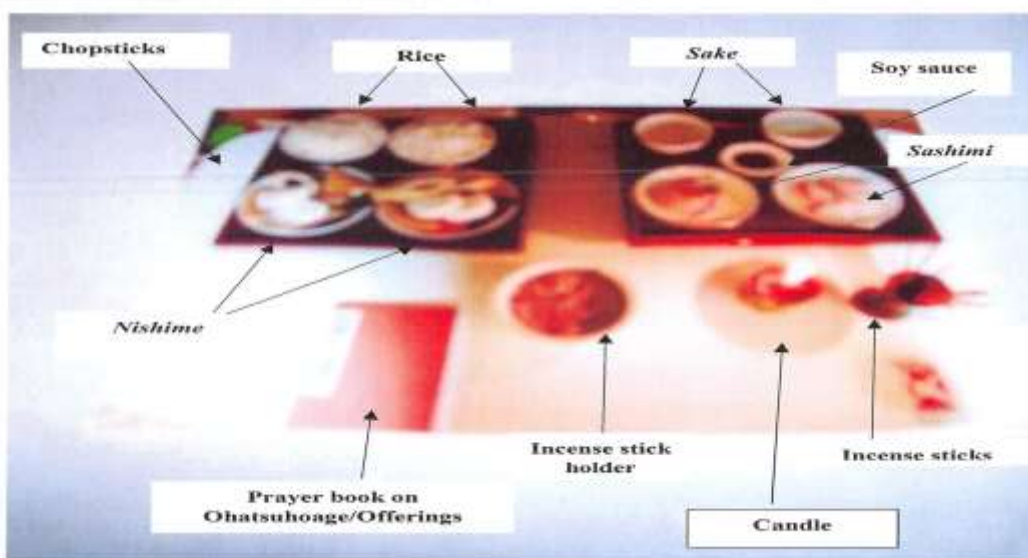 Chopsticks
Rice
Sake
Soy sauce
Sashimi
Nishime
Incense stick
holder
Incense sticks
Prayer book on
Ohatsuhoage/Offerings
Candle